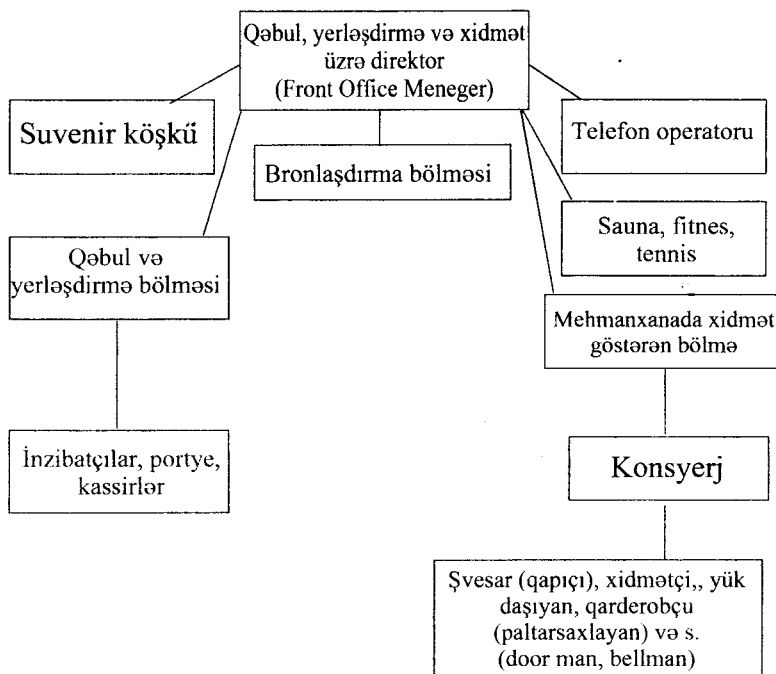 Qəbul, yerləşdirmə və xidmət
üzrə direktor
(Front Office Meneger)
Suvenir köşkü
Telefon operatoru
Bronlaşdırma bölməsi
Sauna, fitnes,
tennis
Qəbul və
yerləşdirmə bölməsi
Mehmanxanada xidmət
göstərən bölmə
İnzibatçılar, portye,
kassirlər
Konsyerj
Şvesar (qapıçı), xidmətçi,, yük
daşıyan, qarderobçu
(paltarsaxlayan) və s.
(door man, bellman)